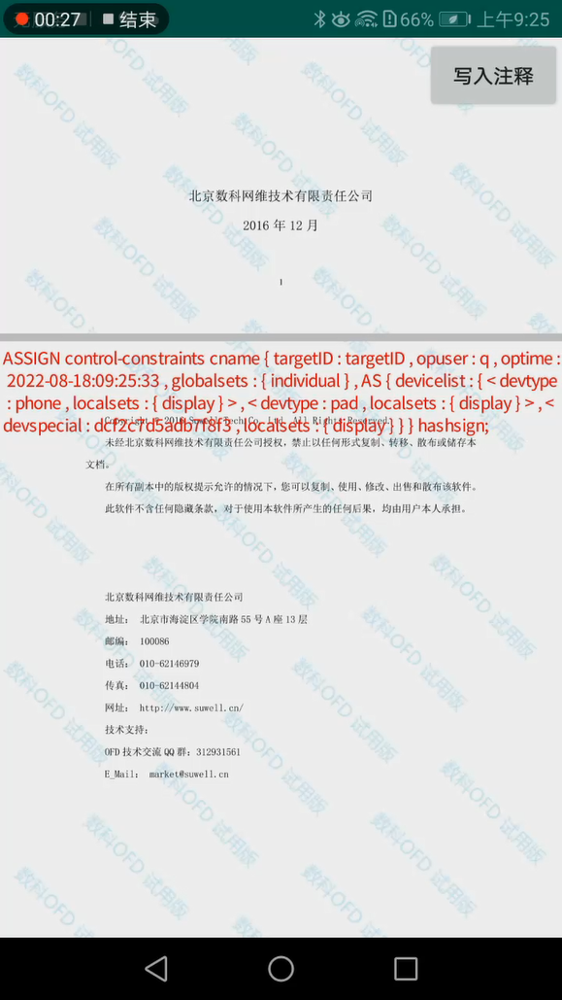 00:27 结束 66% 上午9:25
写入注释
北京数科网维技术有限责任公司
2016 年 12 月
I
ASSIGN control-constraints cname { targetID : targetID , opuser : q , optime :
2022-08-18:09:25:33 , globalsets : { individual } , AS { devicelist : { < devtype
: phone , localsets : { display } > , < devtype : pad , localsets : { display } > , <
devspecial : dcf2c7d5adb7f8f3 , localsets : { display } } } hashsign;
Copyright © 2016 Suwell Tech Co. Ltd. All Rights Reserved.
未经北京数科网维技术有限责任公司授权，禁止以任何形式复制、转移、散布或储存本
文档。
在所有副本中的版权提示允许的情况下，您可以复制、使用、修改、出售和散布该软件。
此软件不含任何隐藏条款，对于使用本软件所产生的任何后果，均由用户本人承担。
北京数科网维技术有限责任公司
地址： 北京市海淀区学院南路 55 号 A 座 13 层
邮编： 100086
电话： 010-62146979
传真： 010-62144804
网址： http://www.suwell.cn/
技术支持：
OFD 技术交流 QQ 群：312931561
E_Mail： market@suwell.cn
数科OFD 试用版